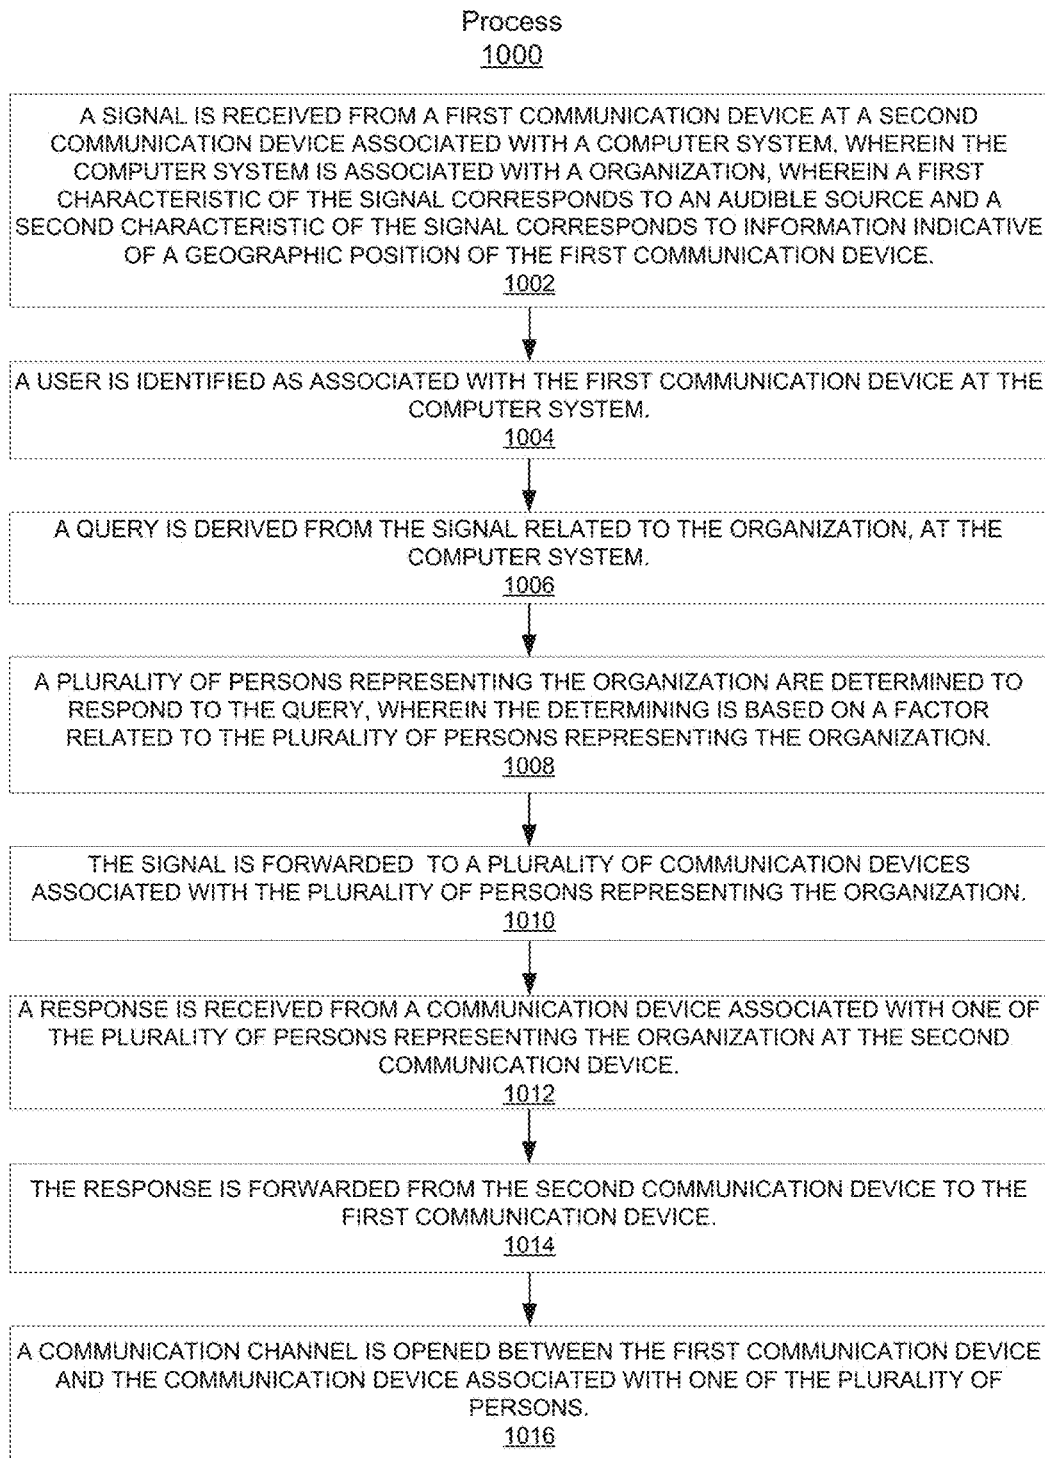 Process
1000
A SIGNAL IS RECEIVED FROM A FIRST COMMUNICATION DEVICE AT A SECOND
COMMUNICATION DEVICE ASSOCIATED WITH A COMPUTER SYSTEM, WHEREIN THE
COMPUTER SYSTEM IS ASSOCIATED WITH A ORGANIZATION, WHEREIN A FIRST
CHARACTERISTIC OF THE SIGNAL CORRESPONDS TO AN AUDIBLE SOURCE AND A
SECOND CHARACTERISTIC OF THE SIGNAL CORRESPONDS TO INFORMATION INDICATIVE
OF A GEOGRAPHIC POSITION OF THE FIRST COMMUNICATION DEVICE.
1002
A USER IS IDENTIFIED AS ASSOCIATED WITH THE FIRST COMMUNICATION DEVICE AT THE
COMPUTER SYSTEM.
1004
A QUERY IS DERIVED FROM THE SIGNAL RELATED TO THE ORGANIZATION, AT THE
COMPUTER SYSTEM.
1006
A PLURALITY OF PERSONS REPRESENTING THE ORGANIZATION ARE DETERMINED TO
RESPOND TO THE QUERY, WHEREIN THE DETERMINING IS BASED ON A FACTOR
RELATED TO THE PLURALITY OF PERSONS REPRESENTING THE ORGANIZATION.
1008
THE SIGNAL IS FORWARDED TO A PLURALITY OF COMMUNICATION DEVICES
ASSOCIATED WITH THE PLURALITY OF PERSONS REPRESENTING THE ORGANIZATION.
1010
A RESPONSE IS RECEIVED FROM A COMMUNICATION DEVICE ASSOCIATED WITH ONE OF
THE PLURALITY OF PERSONS REPRESENTING THE ORGANIZATION AT THE SECOND
COMMUNICATION DEVICE.
1012
THE RESPONSE IS FORWARDED FROM THE SECOND COMMUNICATION DEVICE TO THE
FIRST COMMUNICATION DEVICE.
1014
A COMMUNICATION CHANNEL IS OPENED BETWEEN THE FIRST COMMUNICATION DEVICE
AND THE COMMUNICATION DEVICE ASSOCIATED WITH ONE OF THE PLURALITY OF
PERSONS.
1016